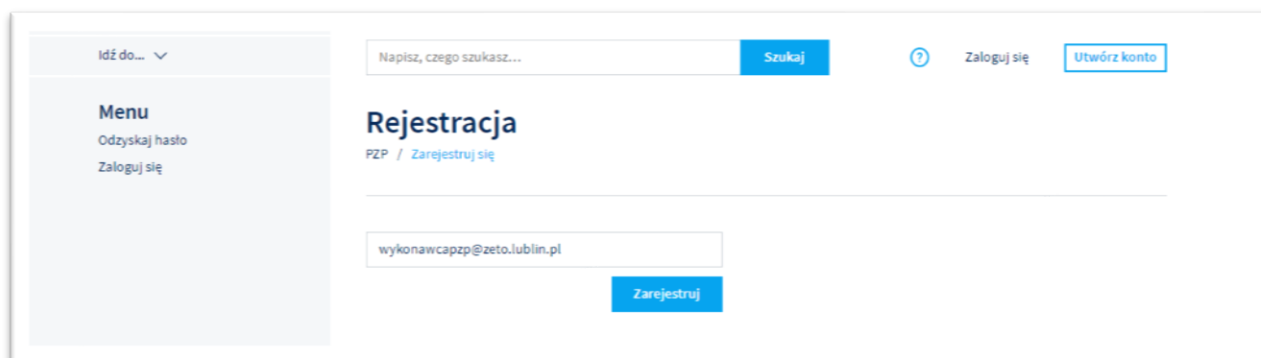 Idź do...
Napisz, czego szukasz...
Szukaj
?
Zaloguj się
Utwórz konto
Menu
Odzyskaj hasło
Zaloguj się
Rejestracja
PZP / Zarejestruj się
wykonawcapzp@zeto.lublin.pl
Zarejestruj